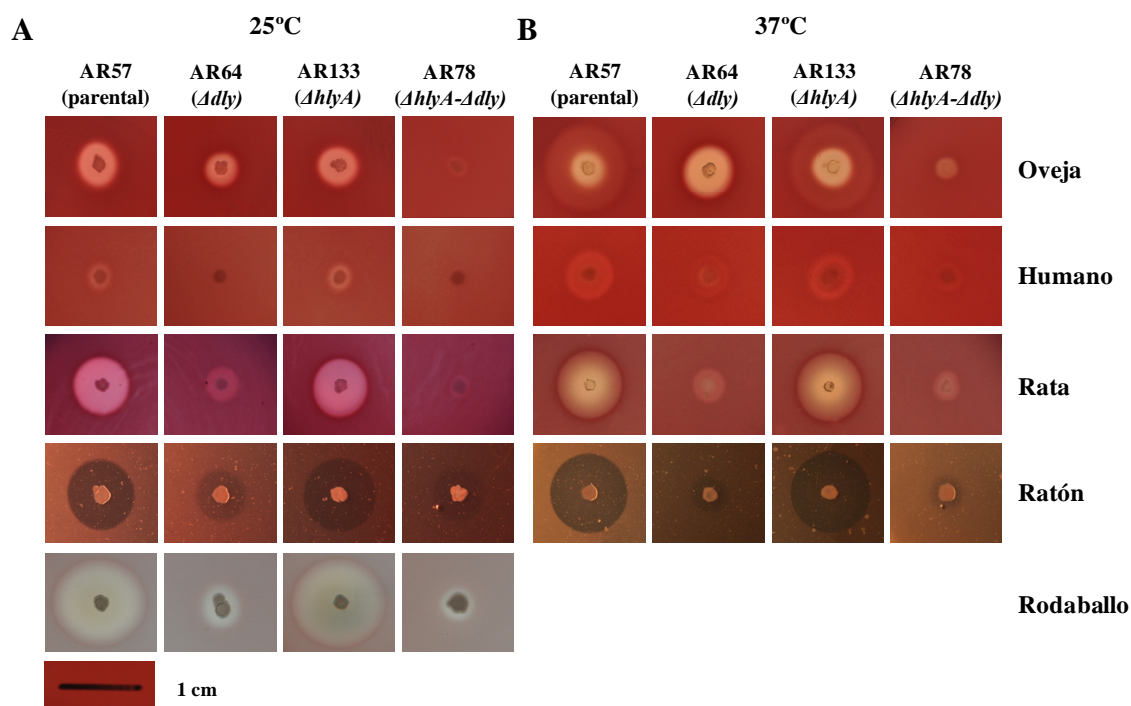 A 25ºC B 37ºC
AR57 AR64 AR133 AR78 AR57 AR64 AR133 AR78
(parental) (Δdly) (ΔhlyA) (ΔhlyA-Δdly) (parental) (Δdly) (ΔhlyA) (ΔhlyA-Δdly)
Oveja
Humano
Rata
Ratón
Rodaballo
1 cm